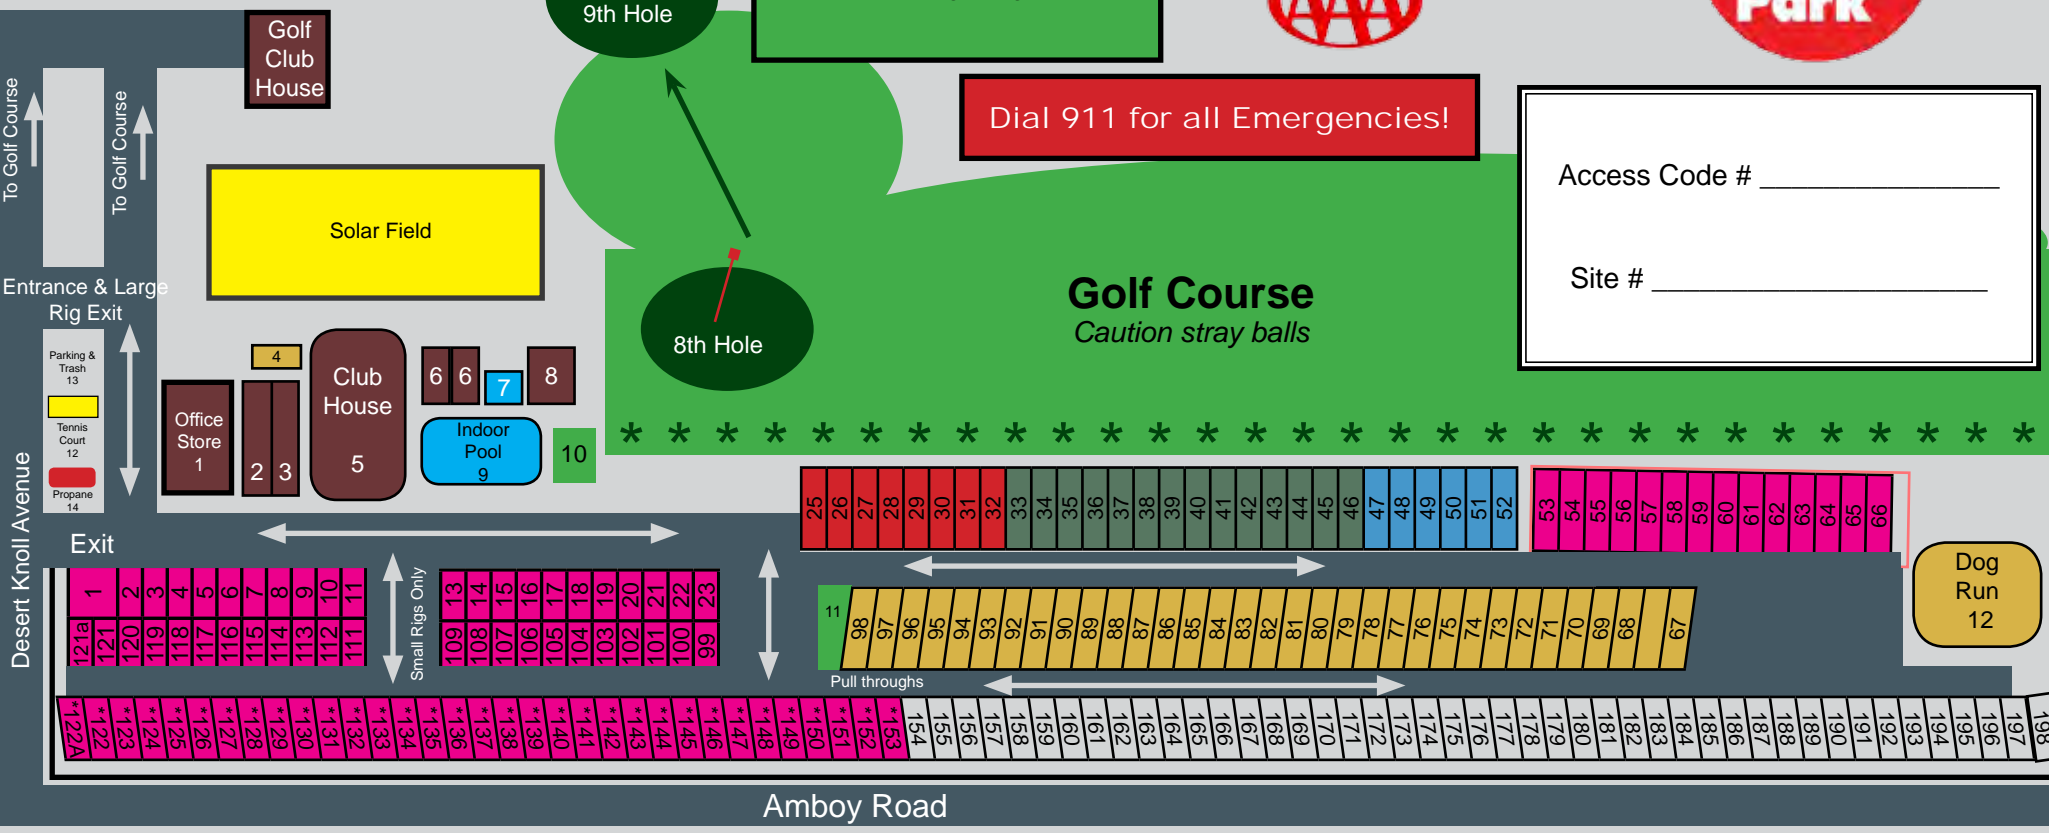 9th Hole
AAA
Park
Golf
Club
House
To Golf Course
To Golf Course
Dial 911 for all Emergencies!
Access Code # _______________
Site # _____________________
Solar Field
Entrance & Large
Rig Exit
Golf Course
Caution stray balls
8th Hole
Parking &
Trash
13
Tennis
Court
12
Propane
14
4
Office
Store
1
2 3
Club
House
5
6 6 7 8
Indoor
Pool
9
10
* * * * * * * * * * * * * * * * * * * * * * * * * * * * * *
Desert Knoll Avenue
Exit
25 26 27 28 29 30 31 32 33 34 35 36 37 38 39 40 41 42 43 44 45 46 47 48 49 50 51 52
53 54 55 56 57 58 59 60 61 62 63 64 65 66
Dog
Run
12
1 2 3 4 5 6 7 8 9 10 11
121a 121 120 119 118 117 116 115 114 113 112 111
Small Rigs Only
13 14 15 16 17 18 19 20 21 22 23
109 108 107 106 105 104 103 102 101 100 99
11
98 97 96 95 94 93 92 91 90 89 88 87 86 85 84 83 82 81 80 79 78 77 76 75 74 73 72 71 70 69 68 67
Pull throughs
*122A *122 *123 *124 *125 *126 *127 *128 *129 *130 *131 *132 *133 *134 *135 *136 *137 *138 *139 *140 *141 *142 *143 *144 *145 *146 *147 *148 *149 *150 *151 *152 *153 154 155 156 157 158 159 160 161 162 163 164 165 166 167 168 169 170 171 172 173 174 175 176 177 178 179 180 181 182 183 184 185 186 187 188 189 190 191 192 193 194 195 196 197 198
Amboy Road